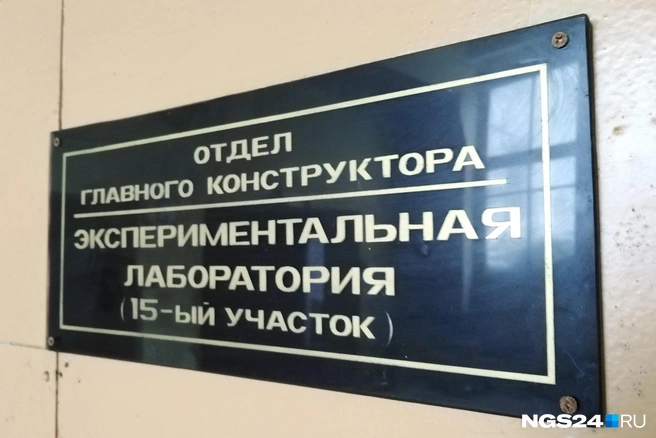 ОТДЕЛ
ГЛАВНОГО КОНСТРУКТОРА
ЭКСПЕРИМЕНТАЛЬНАЯ
ЛАБОРАТОРИЯ
(15-ЫЙ УЧАСТОК)
NGS24.RU